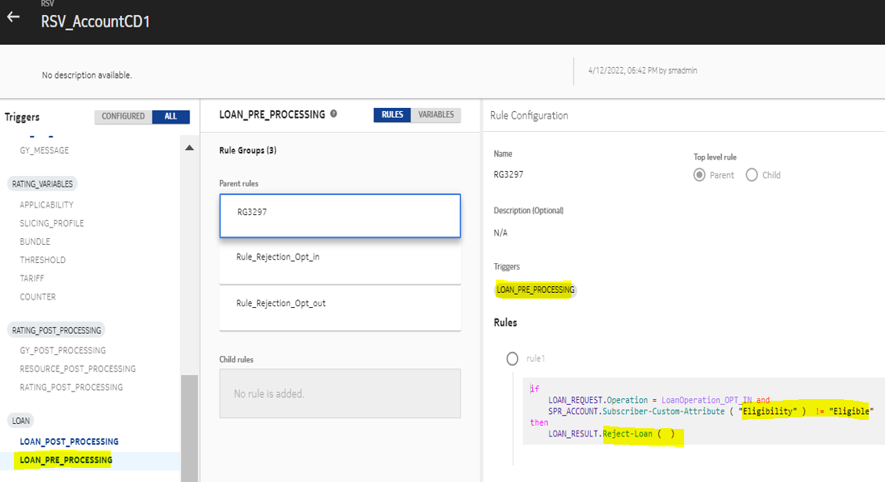 RSV
RSV_AccountCD1
No description available.
4/12/2022, 06:42 PM by smadmin
Triggers
CONFIGURED
ALL
GY_MESSAGE
RATING_VARIABLES
APPLICABILITY
SLICING_PROFILE
BUNDLE
THRESHOLD
TARIFF
COUNTER
RATING_POST_PROCESSING
GY_POST_PROCESSING
RESOURCE_POST_PROCESSING
RATING_POST_PROCESSING
LOAN
LOAN_POST_PROCESSING
LOAN_PRE_PROCESSING
LOAN_PRE_PROCESSING ?
RULES
VARIABLES
Rule Groups (3)
Parent rules
RG3297
Rule_Rejection_Opt_in
Rule_Rejection_Opt_out
Child rules
No rule is added.
Rule Configuration
Name
RG3297
Top level rule
Parent
Child
Description (Optional)
N/A
Triggers
LOAN_PRE_PROCESSING
Rules
rule1
if
LOAN_REQUEST.Operation = LoanOperation_OPT_IN and
SPR_ACCOUNT.Subscriber-Custom-Attribute ( "Eligibility" ) != "Eligible"
then
LOAN_RESULT.Reject-Loan ( )